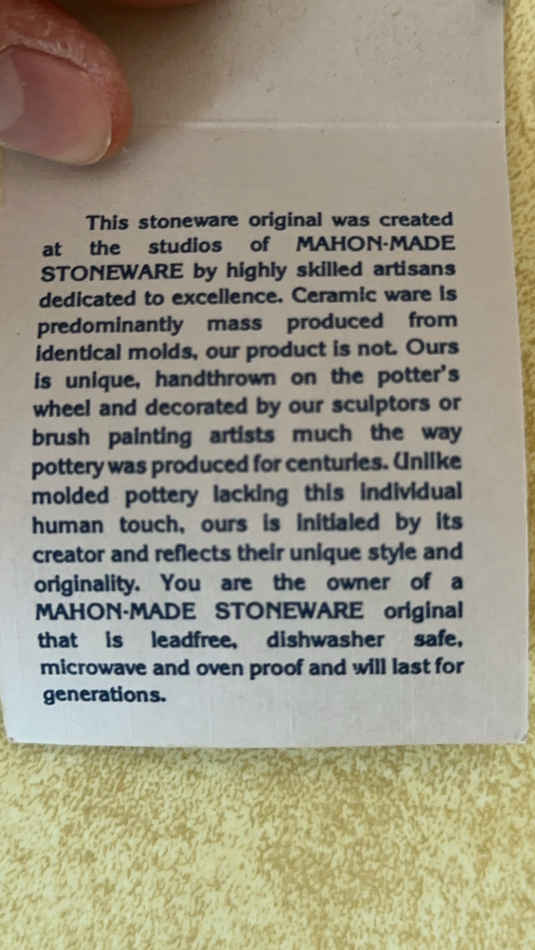 This stoneware original was created
at the studios of MAHON-MADE
STONEWARE by highly skilled artisans
dedicated to excellence. Ceramic ware is
predominantly mass produced from
identical molds, our product is not. Ours
is unique, handthrown on the potter's
wheel and decorated by our sculptors or
brush painting artists much the way
pottery was produced for centuries. Unlike
molded pottery lacking this individual
human touch, ours is initialed by its
creator and reflects their unique style and
originality. You are the owner of a
MAHON-MADE STONEWARE original
that is leadfree, dishwasher safe,
microwave and oven proof and will last for
generations.